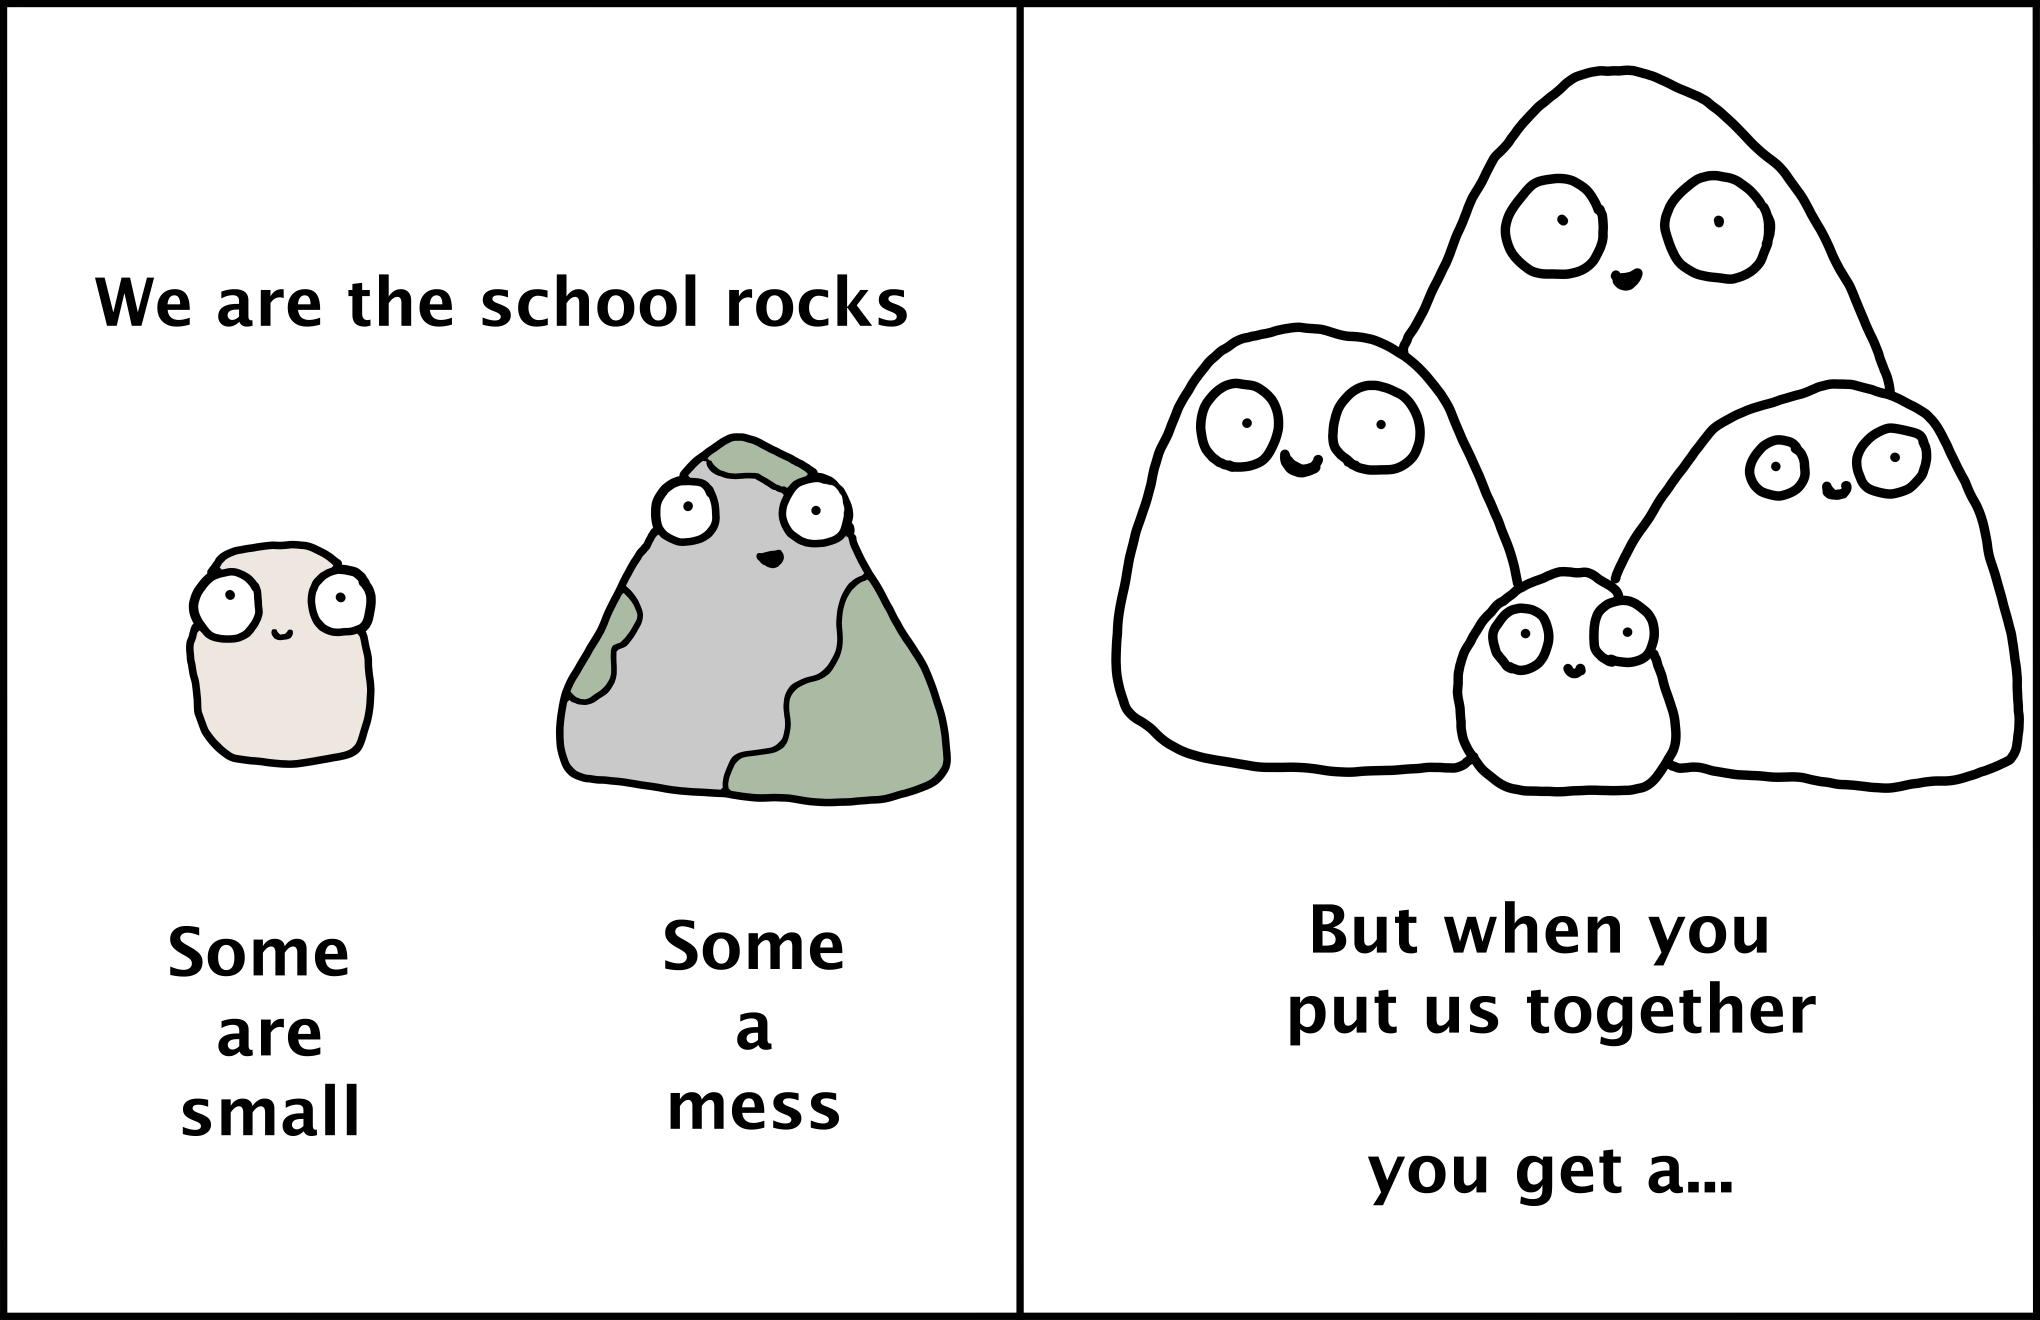 We are the school rocks
Some
are
small
Some
a
mess
But when you
put us together
you get a...